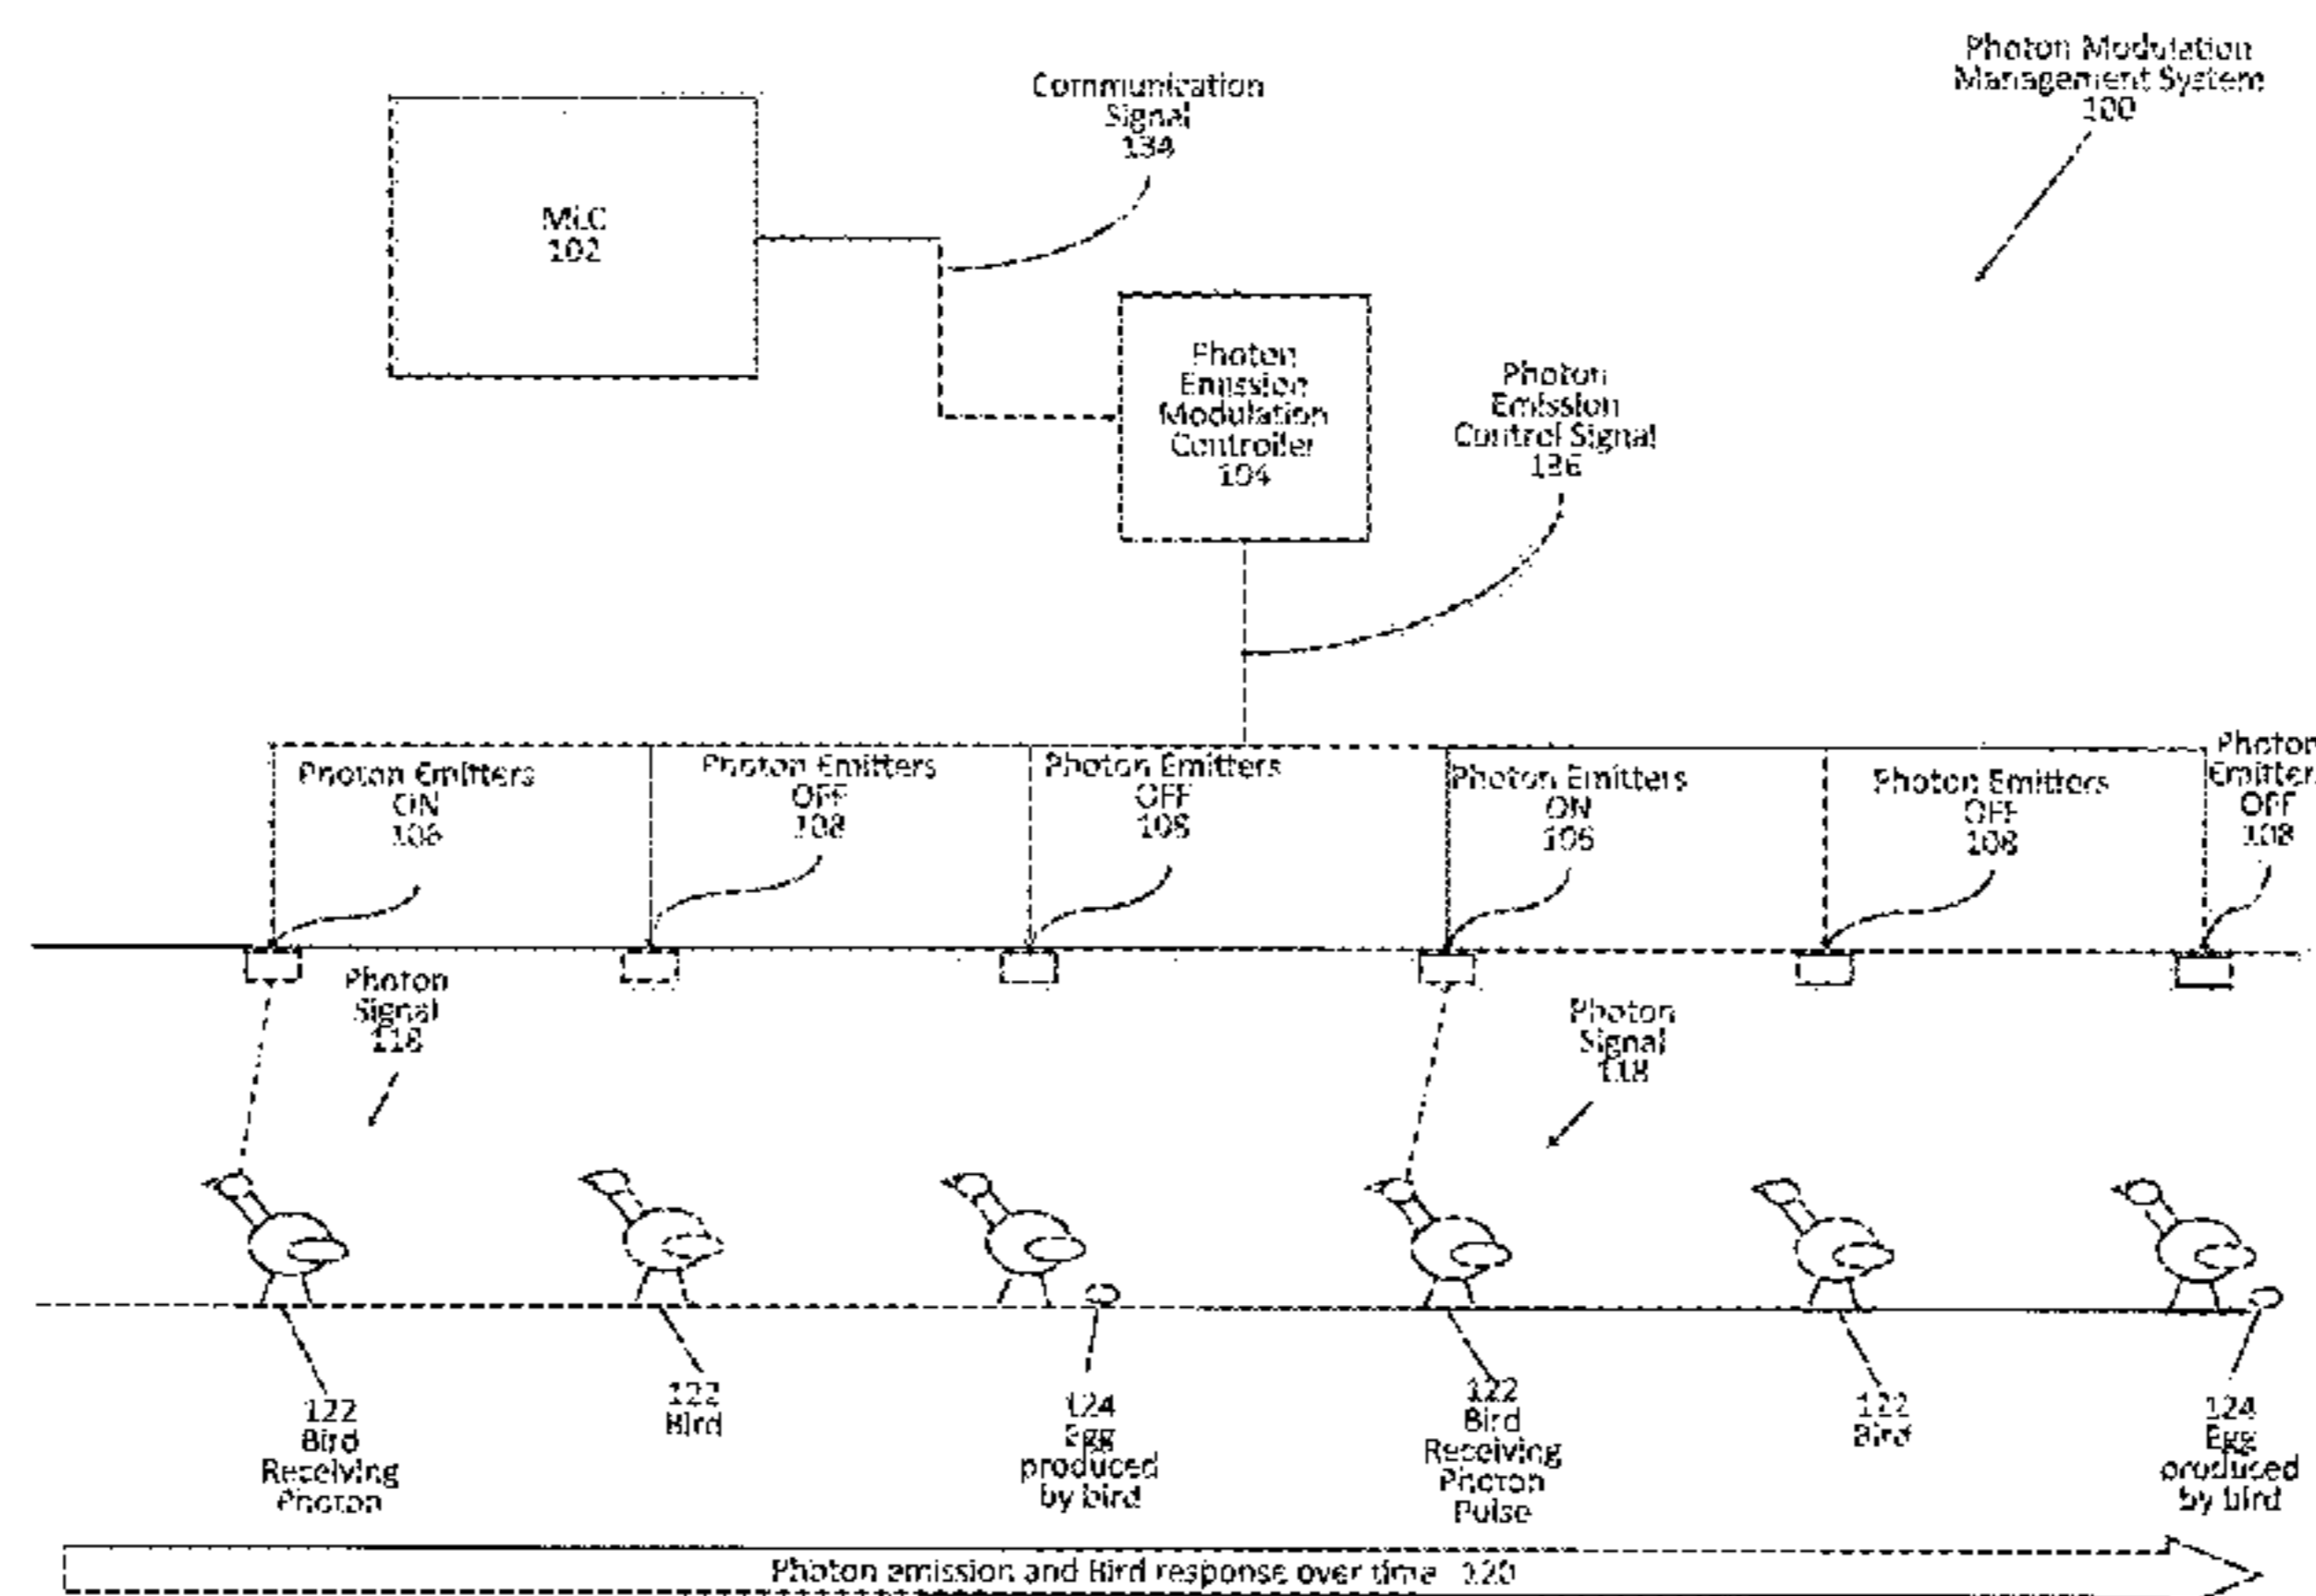 Photon Modulation
Management System
100
Communication
Signal
134
MLC
102
Photon
Emission
Modulation
Controller
104
Photon
Emission
Control Signal
136
Photon Emitters
ON
106
Photon Emitters
OFF
108
Photon Emitters
OFF
108
Photon Emitters
ON
106
Photon Emitters
OFF
108
Photon
Emitter
OFF
108
Photon
Signal
118
Photon
Signal
118
122
Bird
Receiving
Photon
122
Bird
124
Egg
produced
by bird
122
Bird
Receiving
Photon
Pulse
122
Bird
124
Egg
produced
by bird
Photon emission and Bird response over time 120